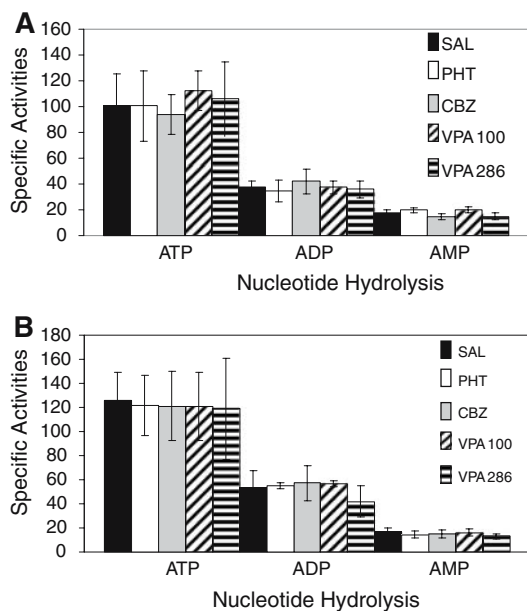 A
160
140
120
100
80
60
40
20
0
Specific Activities
SAL
PHT
CBZ
VPA 100
VPA 286
ATP ADP AMP
Nucleotide Hydrolysis
B
180
160
140
120
100
80
60
40
20
0
Specific Activities
SAL
PHT
CBZ
VPA 100
VPA 286
ATP ADP AMP
Nucleotide Hydrolysis